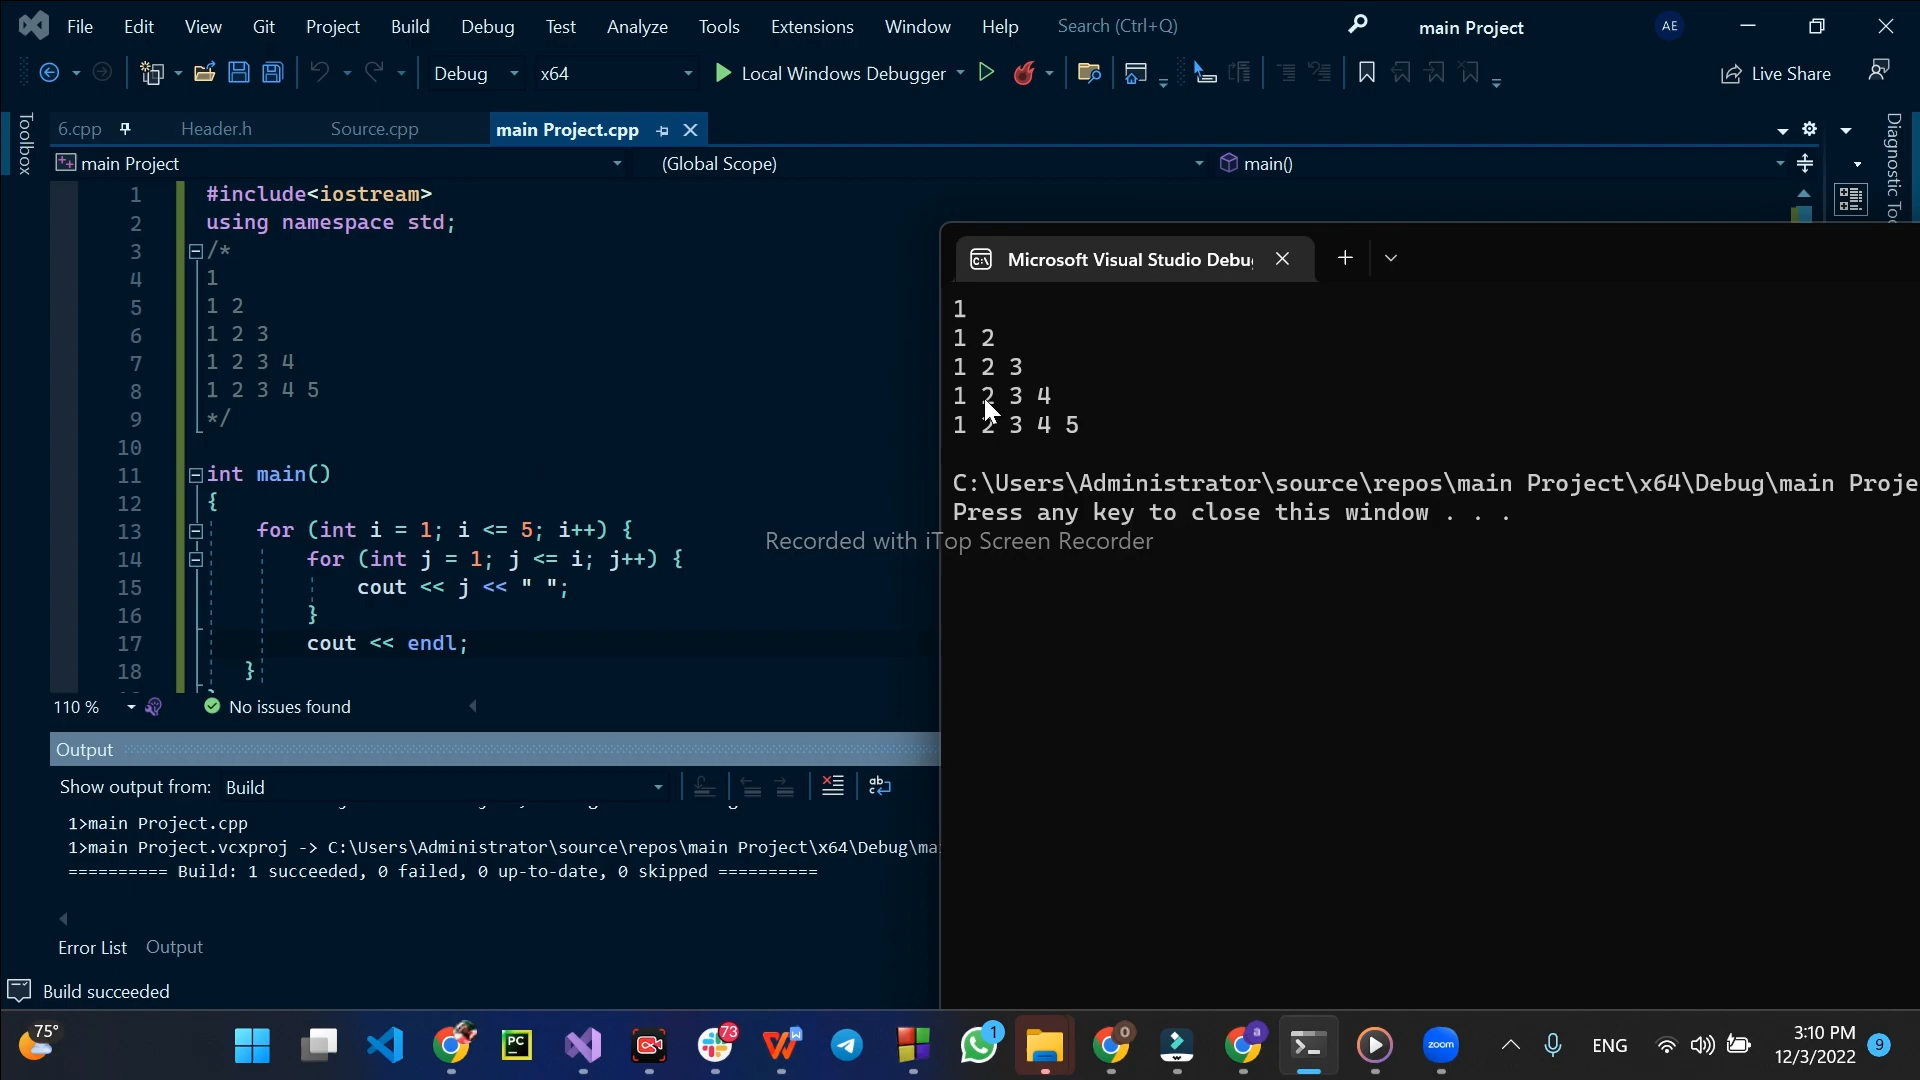 File Edit View Git Project Build Debug Test Analyze Tools Extensions Window Help Search (Ctrl+Q) main Project AE
Debug x64 Local Windows Debugger Live Share
Toolbox
6.cpp Header.h Source.cpp main Project.cpp
main Project (Global Scope) main()
Diagnostic
1 #include<iostream>
2 using namespace std;
3 /*
4 1
5 1 2
6 1 2 3
7 1 2 3 4
8 1 2 3 4 5
9 */
10
11 int main()
12 {
13 for (int i = 1; i <= 5; i++) {
14 for (int j = 1; j <= i; j++) {
15 cout << j << " ";
16 }
17 cout << endl;
18 }
110 % No issues found
Output
Show output from: Build
1>main Project.cpp
1>main Project.vcxproj -> C:\Users\Administrator\source\repos\main Project\x64\Debug\ma
========== Build: 1 succeeded, 0 failed, 0 up-to-date, 0 skipped ==========
Error List Output
Build succeeded
Microsoft Visual Studio Debu
1
1 2
1 2 3
1 2 3 4
1 2 3 4 5
C:\Users\Administrator\source\repos\main Project\x64\Debug\main Proje
Press any key to close this window . . .
Recorded with iTop Screen Recorder
75°
PC
73
W
1
0
a
zoom
ENG
3:10 PM
12/3/2022
9